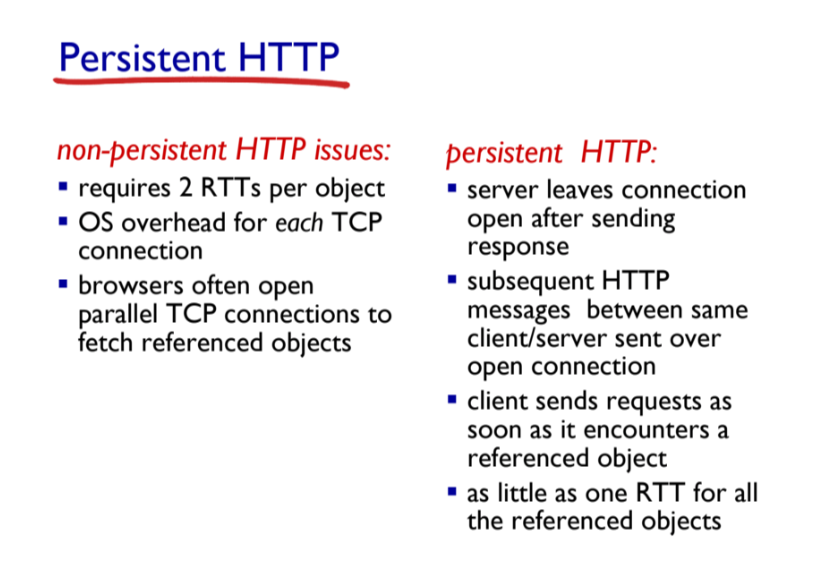 Persistent HTTP
non-persistent HTTP issues:
▪ requires 2 RTTs per object
▪ OS overhead for each TCP
connection
▪ browsers often open
parallel TCP connections to
fetch referenced objects
persistent HTTP:
▪ server leaves connection
open after sending
response
▪ subsequent HTTP
messages between same
client/server sent over
open connection
▪ client sends requests as
soon as it encounters a
referenced object
▪ as little as one RTT for all
the referenced objects